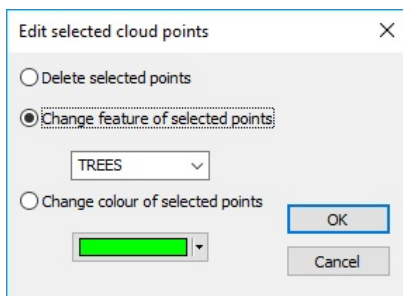 Edit selected cloud points
Delete selected points
Change feature of selected points
TREES
Change colour of selected points
OK
Cancel